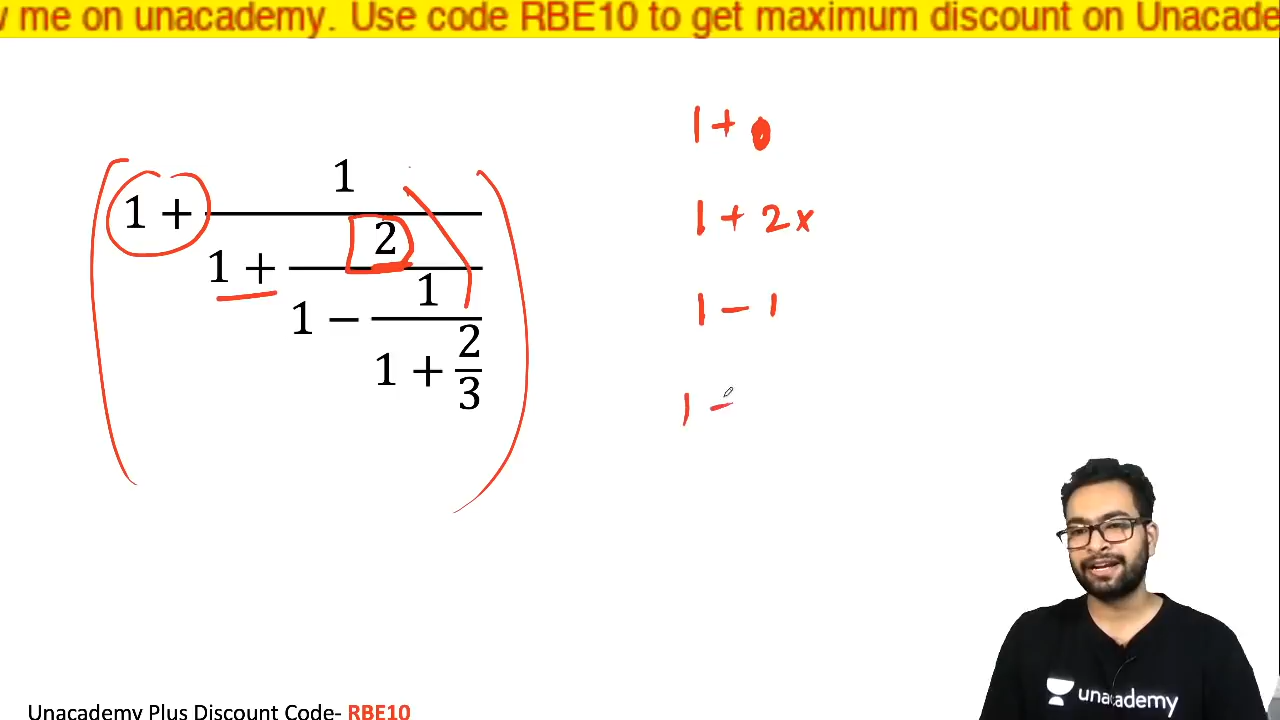 w me on unacademy. Use code RBE10 to get maximum discount on Unacade
1 +
1
1 +
2
1 −
1
1 +
2
3
1 + 0
1 + 2x
1 - 1
1 -
unacademy
Unacademy Plus Discount Code- RBE10